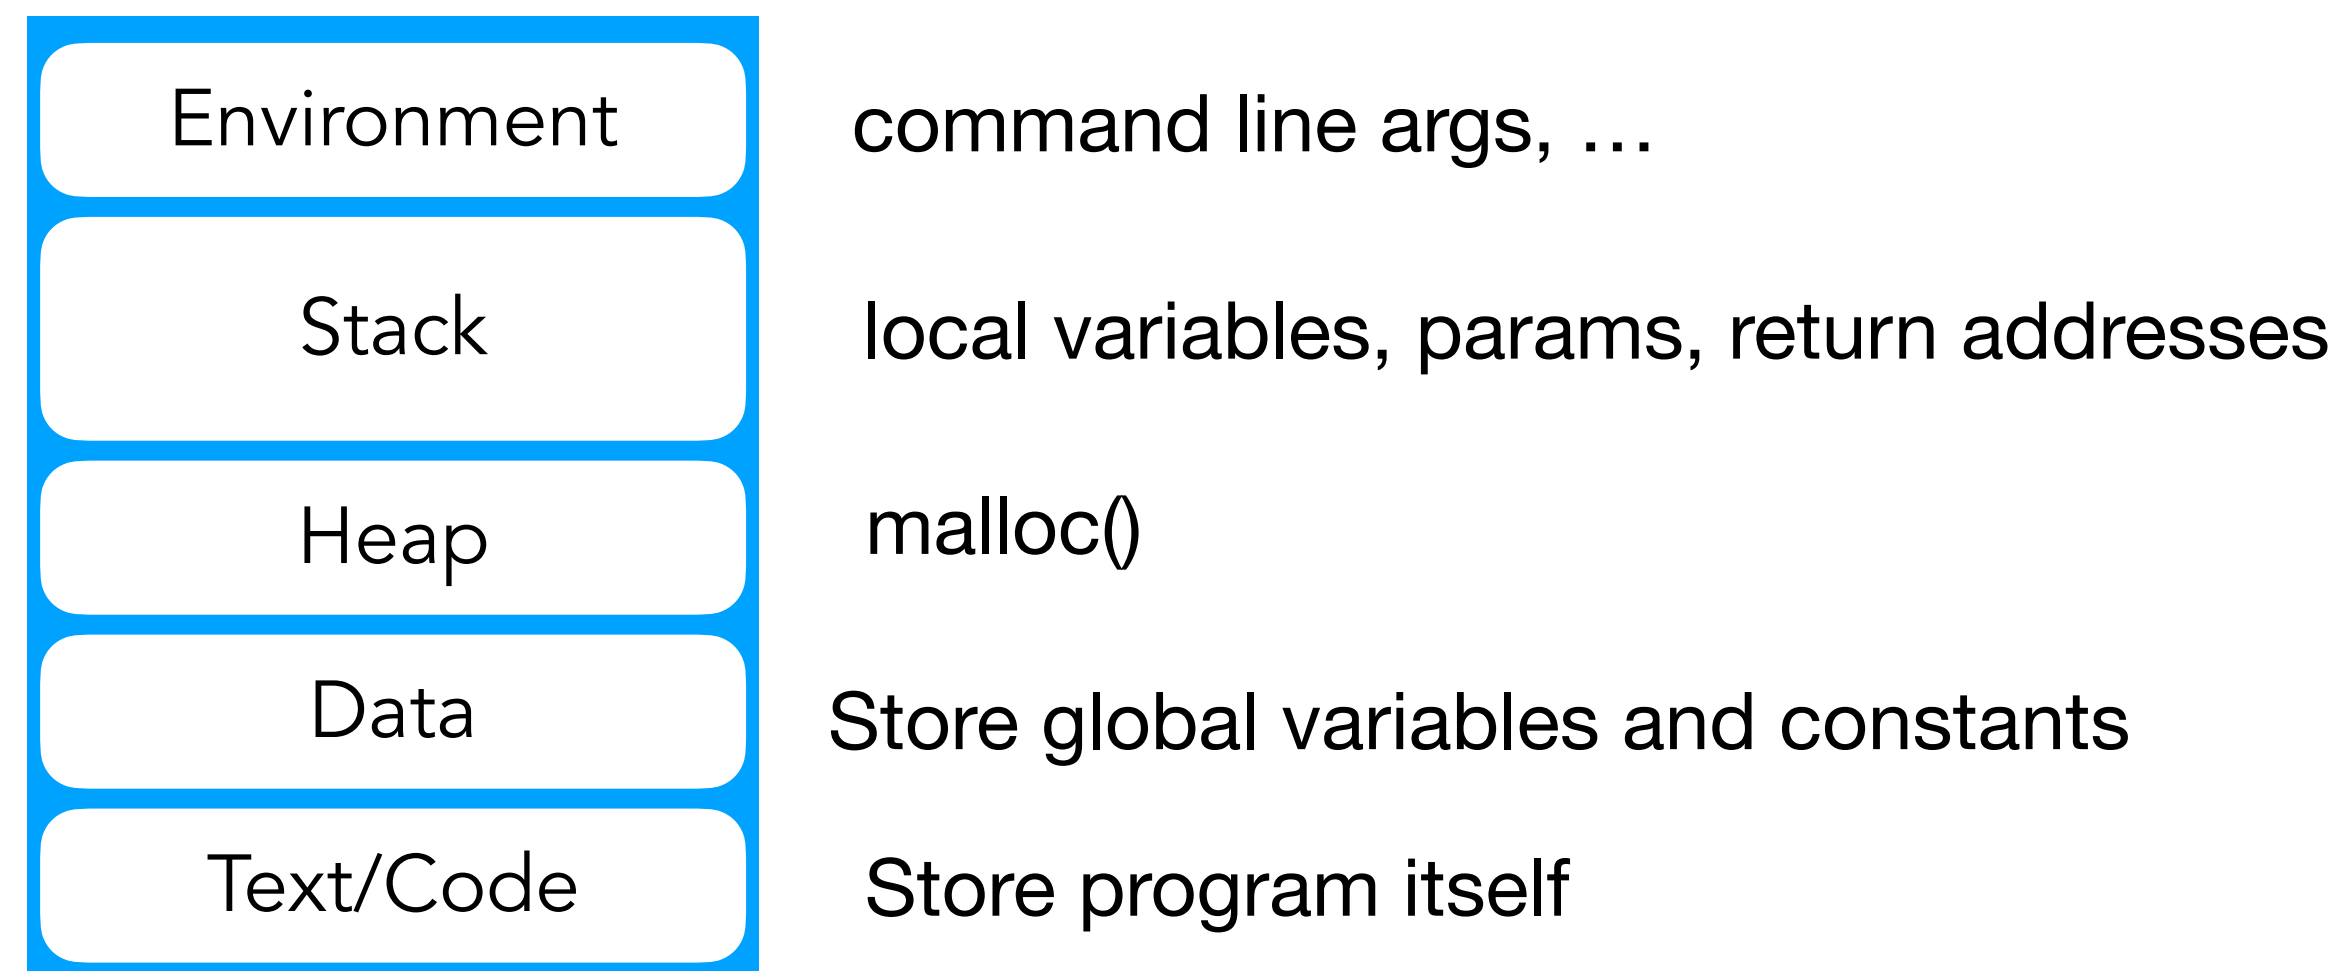 Environment
command line args, …
Stack
local variables, params, return addresses
Heap
malloc()
Data
Store global variables and constants
Text/Code
Store program itself